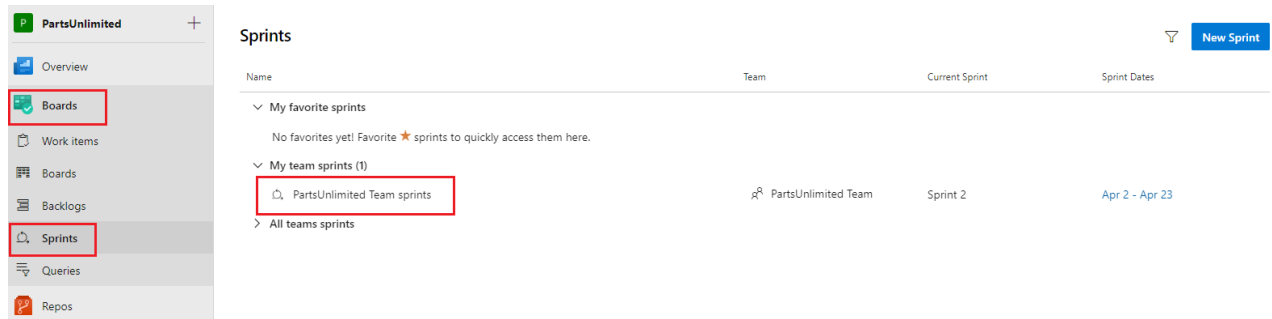 P PartsUnlimited
Overview
Boards
Work items
Boards
Backlogs
Sprints
Queries
Repos
Sprints
New Sprint
Name Team Current Sprint Sprint Dates
My favorite sprints
No favorites yet! Favorite ★ sprints to quickly access them here.
My team sprints (1)
PartsUnlimited Team sprints PartsUnlimited Team Sprint 2 Apr 2 - Apr 23
All teams sprints